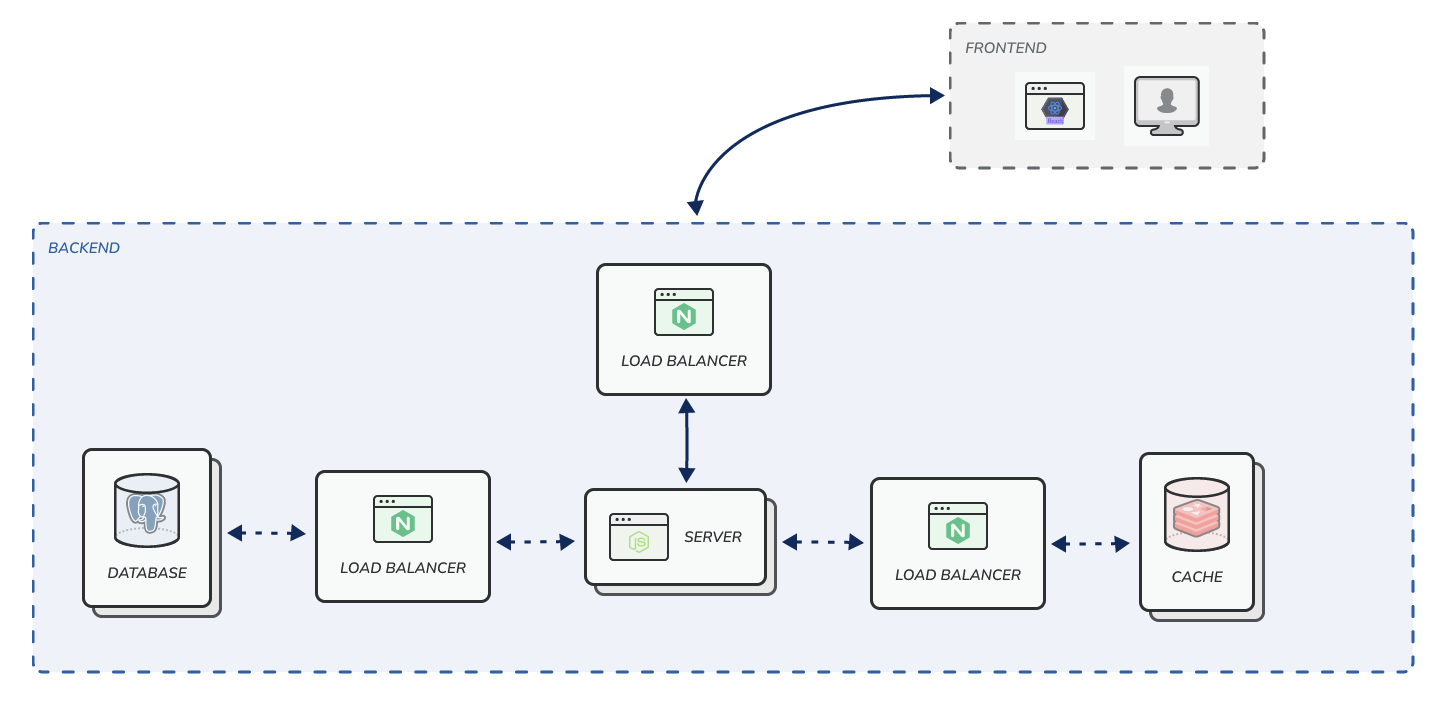 FRONTEND
React
BACKEND
LOAD BALANCER
DATABASE
LOAD BALANCER
JS
SERVER
LOAD BALANCER
CACHE